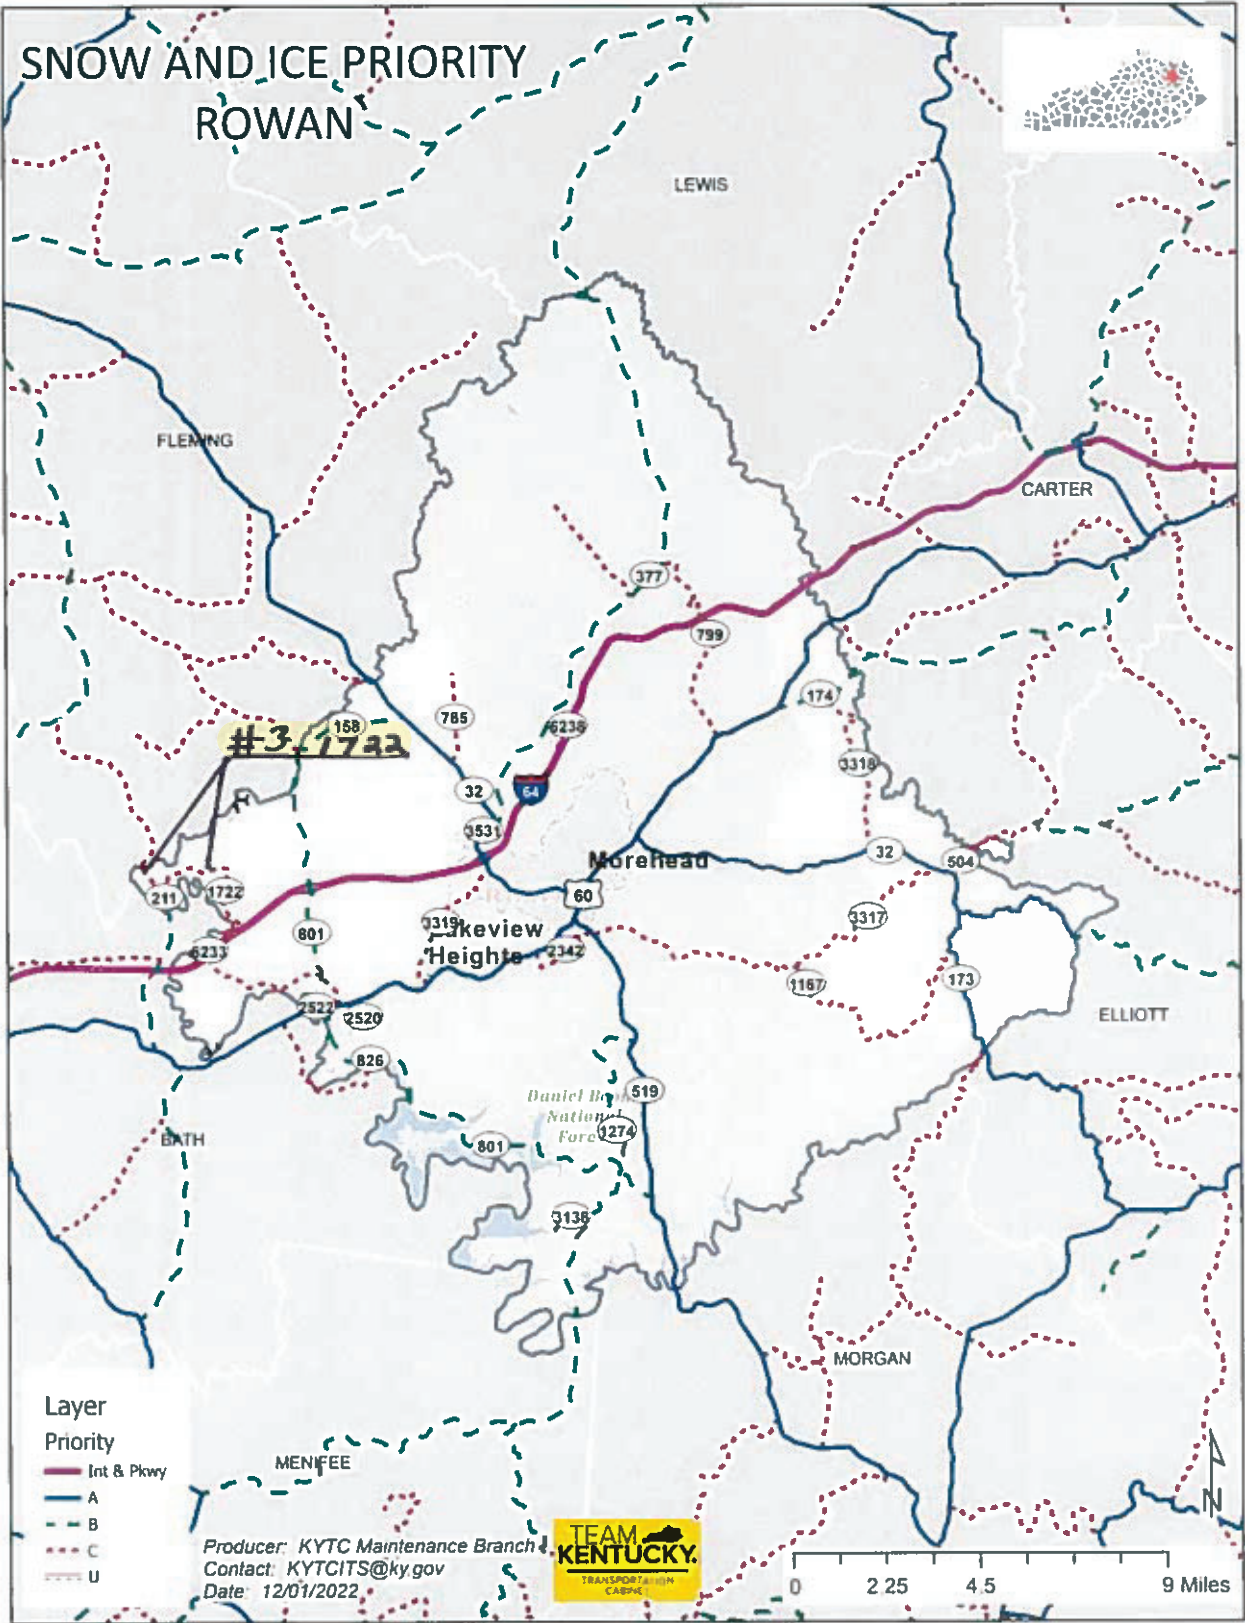 SNOW AND ICE PRIORITY
ROWAN
LEWIS
FLEMING
CARTER
377
799
174
158
#3 1722
785
6238
3318
32
64
3531
Morehead
32
504
211
1722
60
3317
801
3319
Lakeview
Heights
6233
2342
1167
173
2522
2520
ELLIOTT
826
519
Daniel Boone
National
Forest
1274
BATH
801
3138
MORGAN
Layer
Priority
Int & Pkwy
A
B
C
U
MENIFEE
Producer: KYTC Maintenance Branch
Contact: KYTCITS@ky.gov
Date: 12/01/2022
TEAM
KENTUCKY.
TRANSPORTATION
CABINET
0 2.25 4.5 9 Miles
N